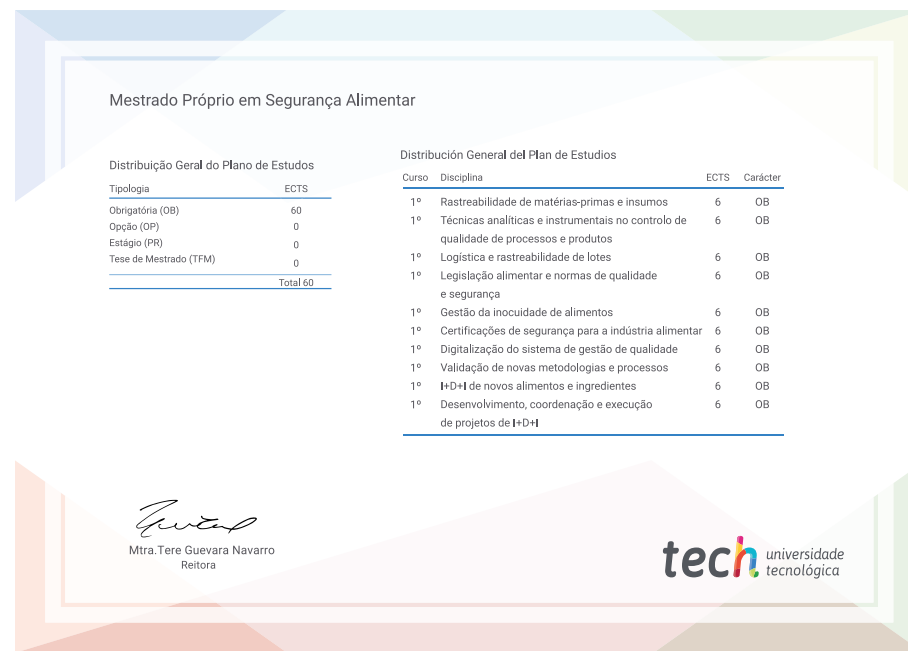 Mestrado Próprio em Segurança Alimentar
Distribuição Geral do Plano de Estudos
Tipologia ECTS
Obrigatória (OB) 60
Opção (OP) 0
Estágio (PR) 0
Tese de Mestrado (TFM) 0
Total 60
Distribución General del Plan de Estudios
Curso Disciplina ECTS Carácter
1º Rastreabilidade de matérias-primas e insumos 6 OB
1º Técnicas analíticas e instrumentais no controlo de 6 OB
qualidade de processos e produtos
1º Logística e rastreabilidade de lotes 6 OB
1º Legislação alimentar e normas de qualidade 6 OB
e segurança
1º Gestão da inocuidade de alimentos 6 OB
1º Certificações de segurança para a indústria alimentar 6 OB
1º Digitalização do sistema de gestão de qualidade 6 OB
1º Validação de novas metodologias e processos 6 OB
1º I+D+I de novos alimentos e ingredientes 6 OB
1º Desenvolvimento, coordenação e execução 6 OB
de projetos de I+D+I
Mtra.Tere Guevara Navarro
Reitora
tech universidade
tecnológica